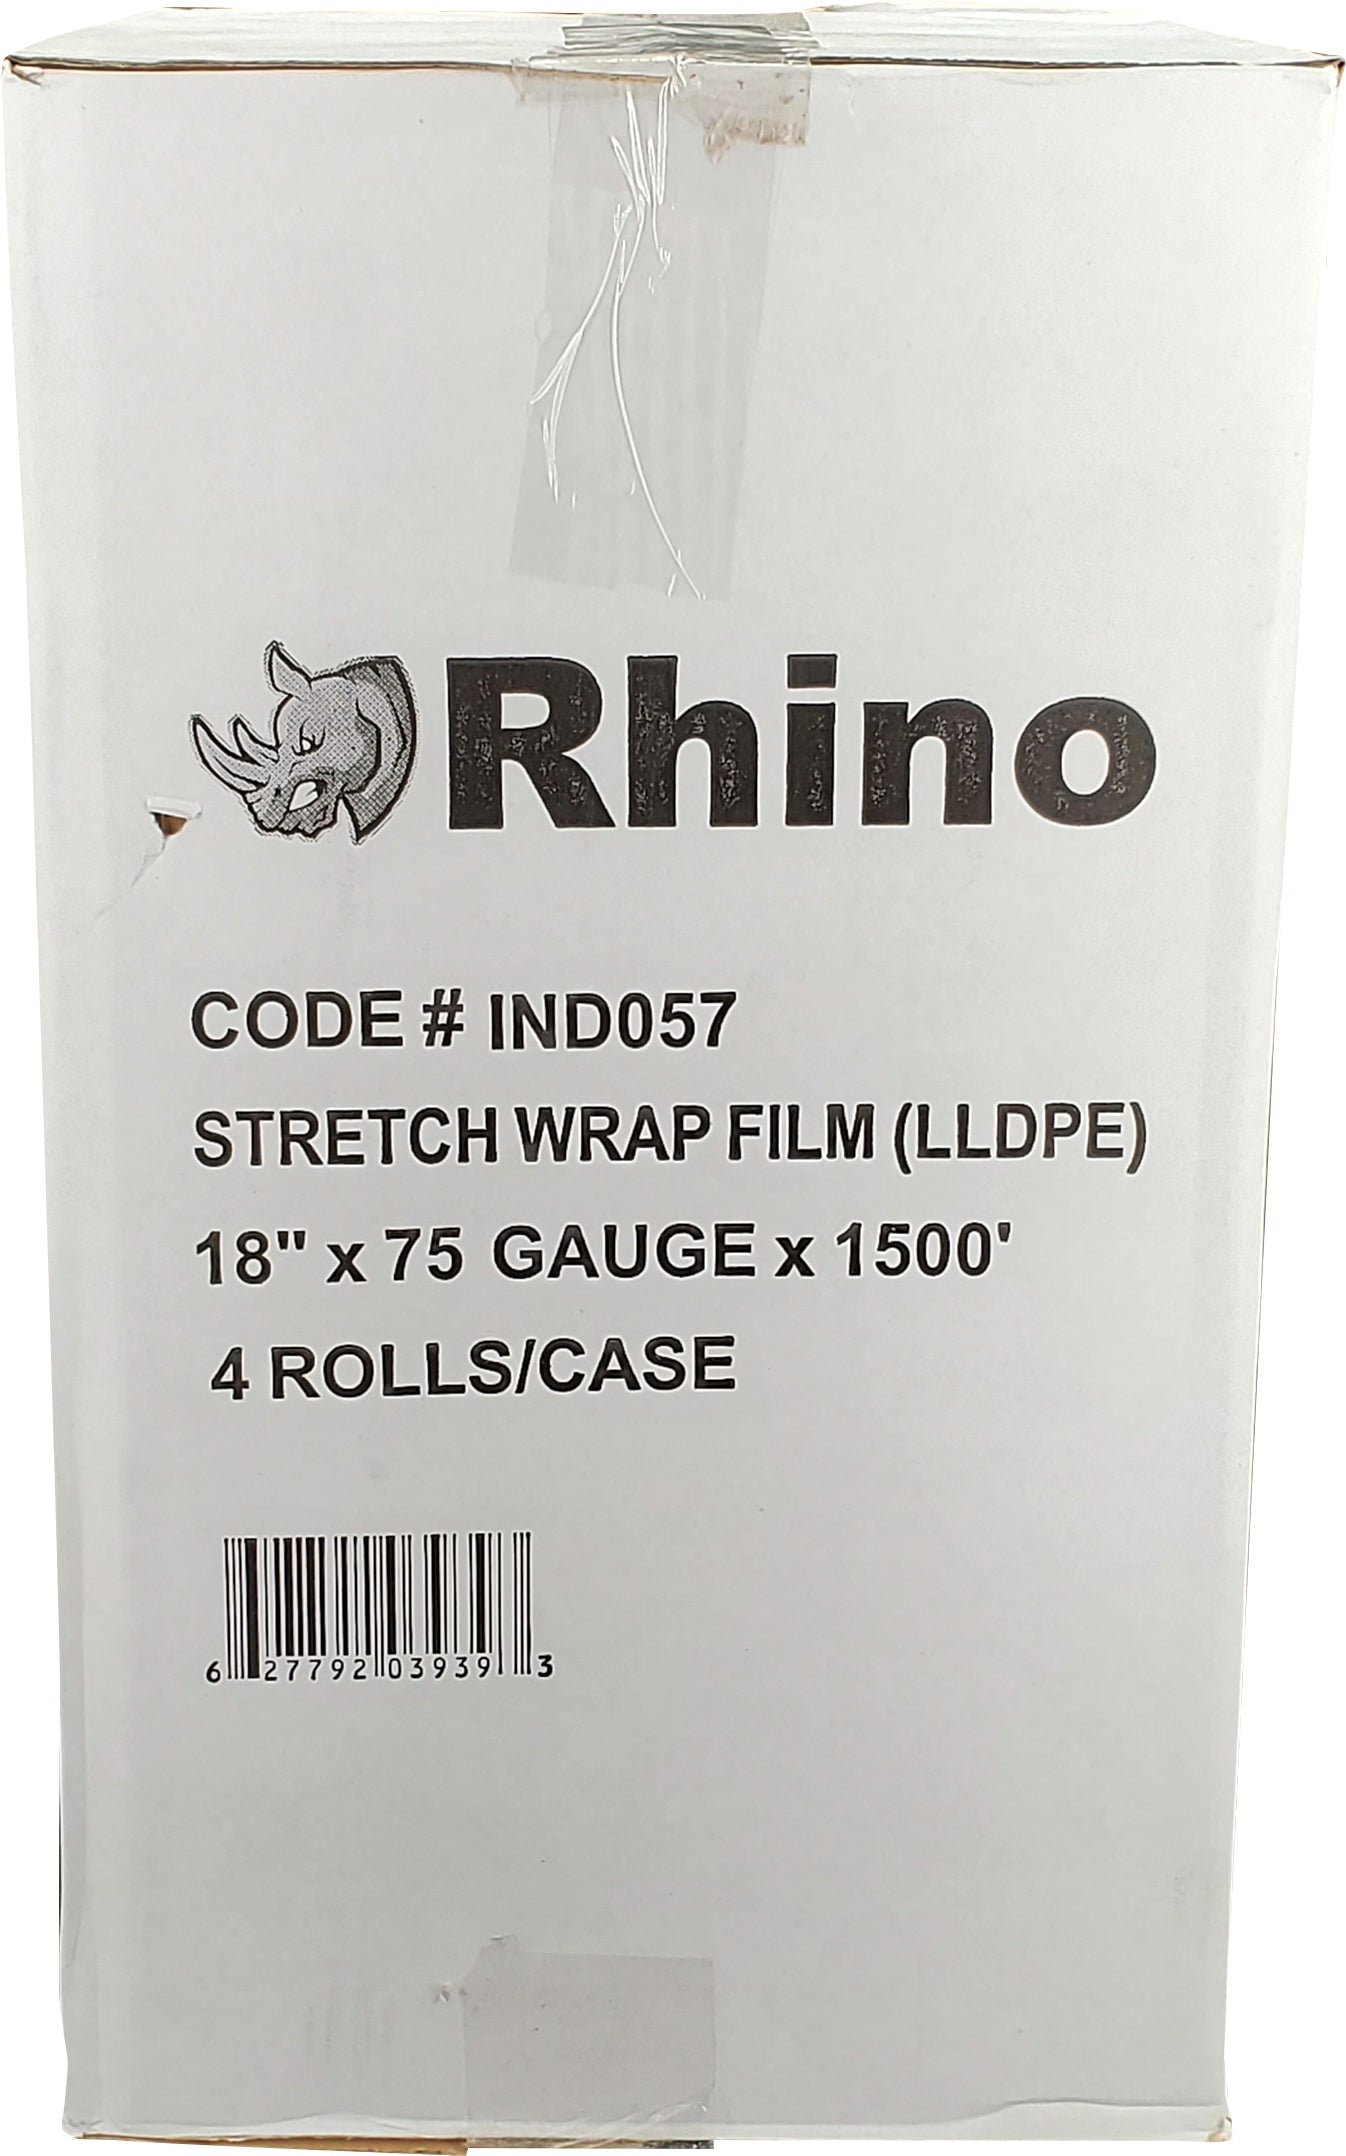 Rhino
CODE # IND057
STRETCH WRAP FILM (LLDPE)
18" x 75 GAUGE x 1500'
4 ROLLS/CASE
6 27792 03939 3